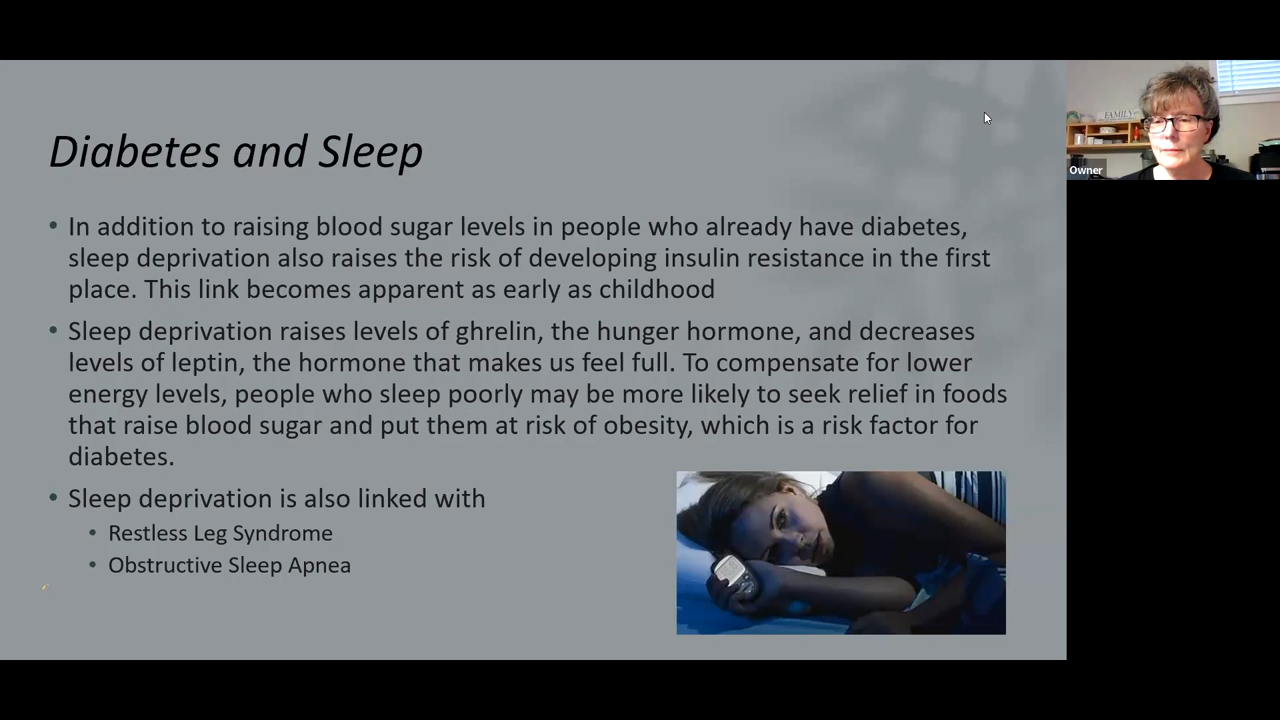 Diabetes and Sleep
• In addition to raising blood sugar levels in people who already have diabetes,
sleep deprivation also raises the risk of developing insulin resistance in the first
place. This link becomes apparent as early as childhood
• Sleep deprivation raises levels of ghrelin, the hunger hormone, and decreases
levels of leptin, the hormone that makes us feel full. To compensate for lower
energy levels, people who sleep poorly may be more likely to seek relief in foods
that raise blood sugar and put them at risk of obesity, which is a risk factor for
diabetes.
• Sleep deprivation is also linked with
• Restless Leg Syndrome
• Obstructive Sleep Apnea
FAMILY
Owner